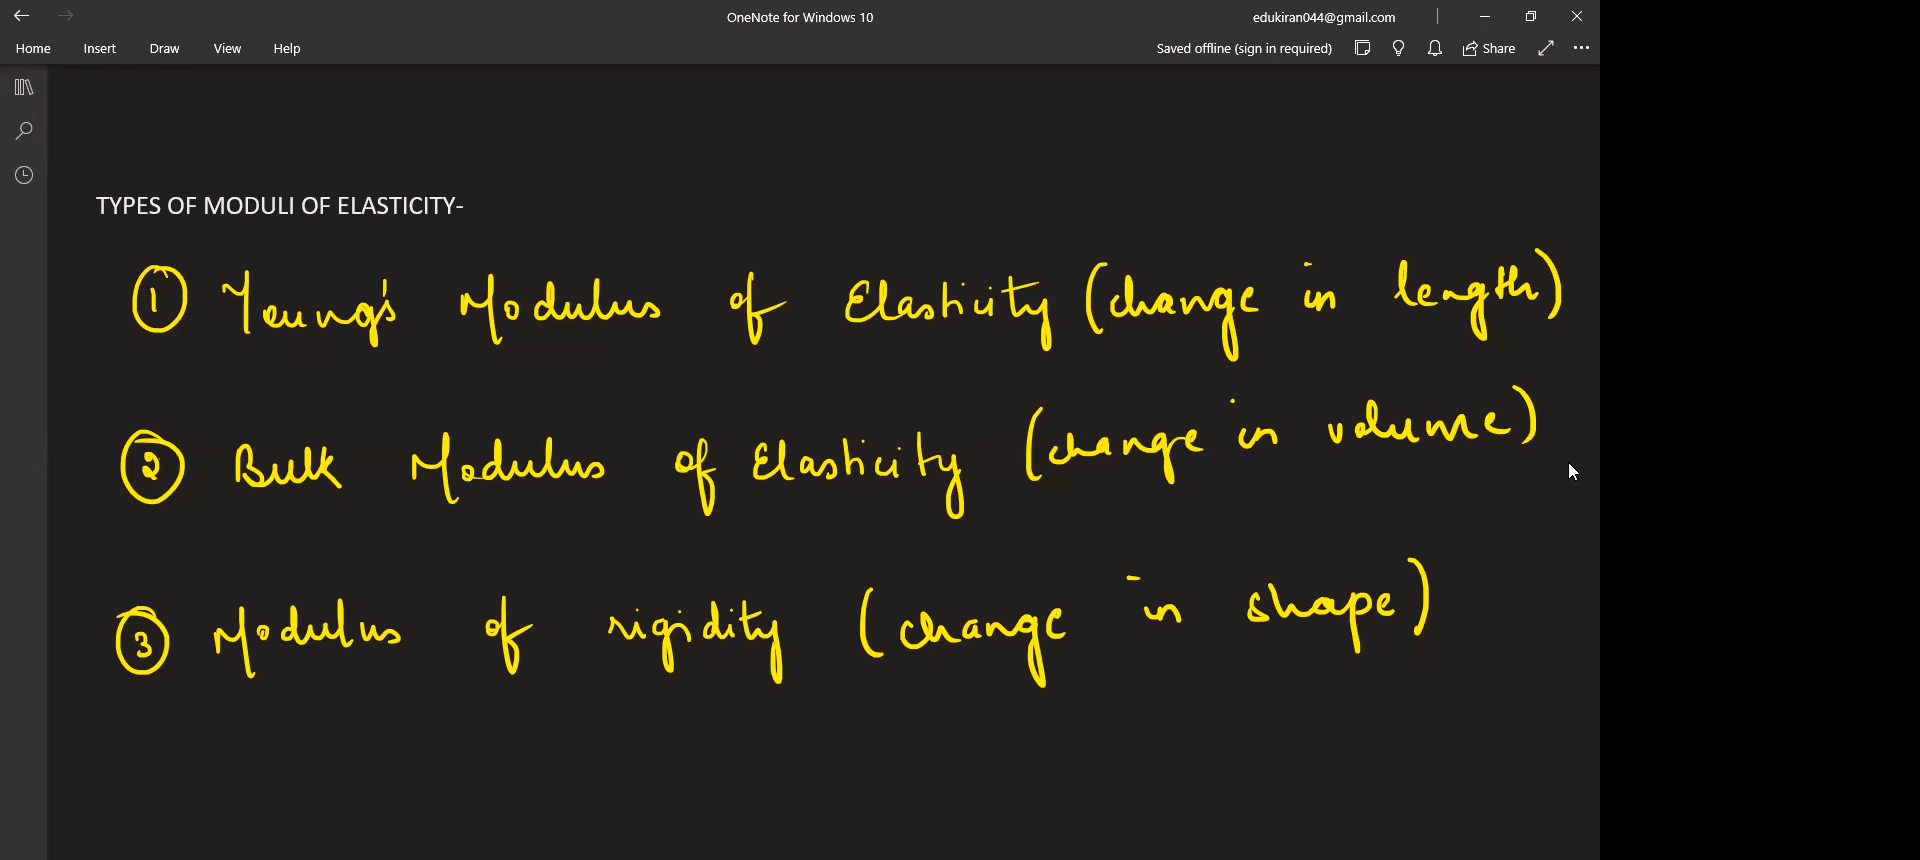 OneNote for Windows 10
edukiran044@gmail.com
Home Insert Draw View Help
Saved offline (sign in required) Share
TYPES OF MODULI OF ELASTICITY-
1 Young's Modulus of Elasticity (change in length)
2 Bulk Modulus of Elasticity (change in volume)
3 Modulus of rigidity (change in shape)